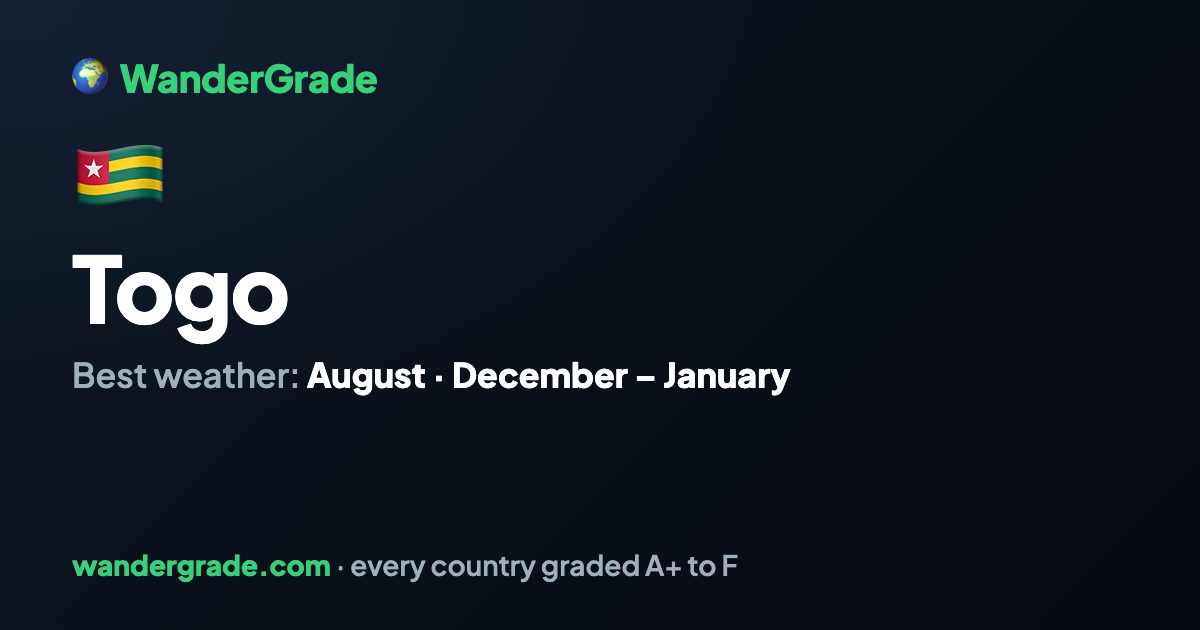 WanderGrade
Togo
Best weather: August · December – January
wandergrade.com · every country graded A+ to F